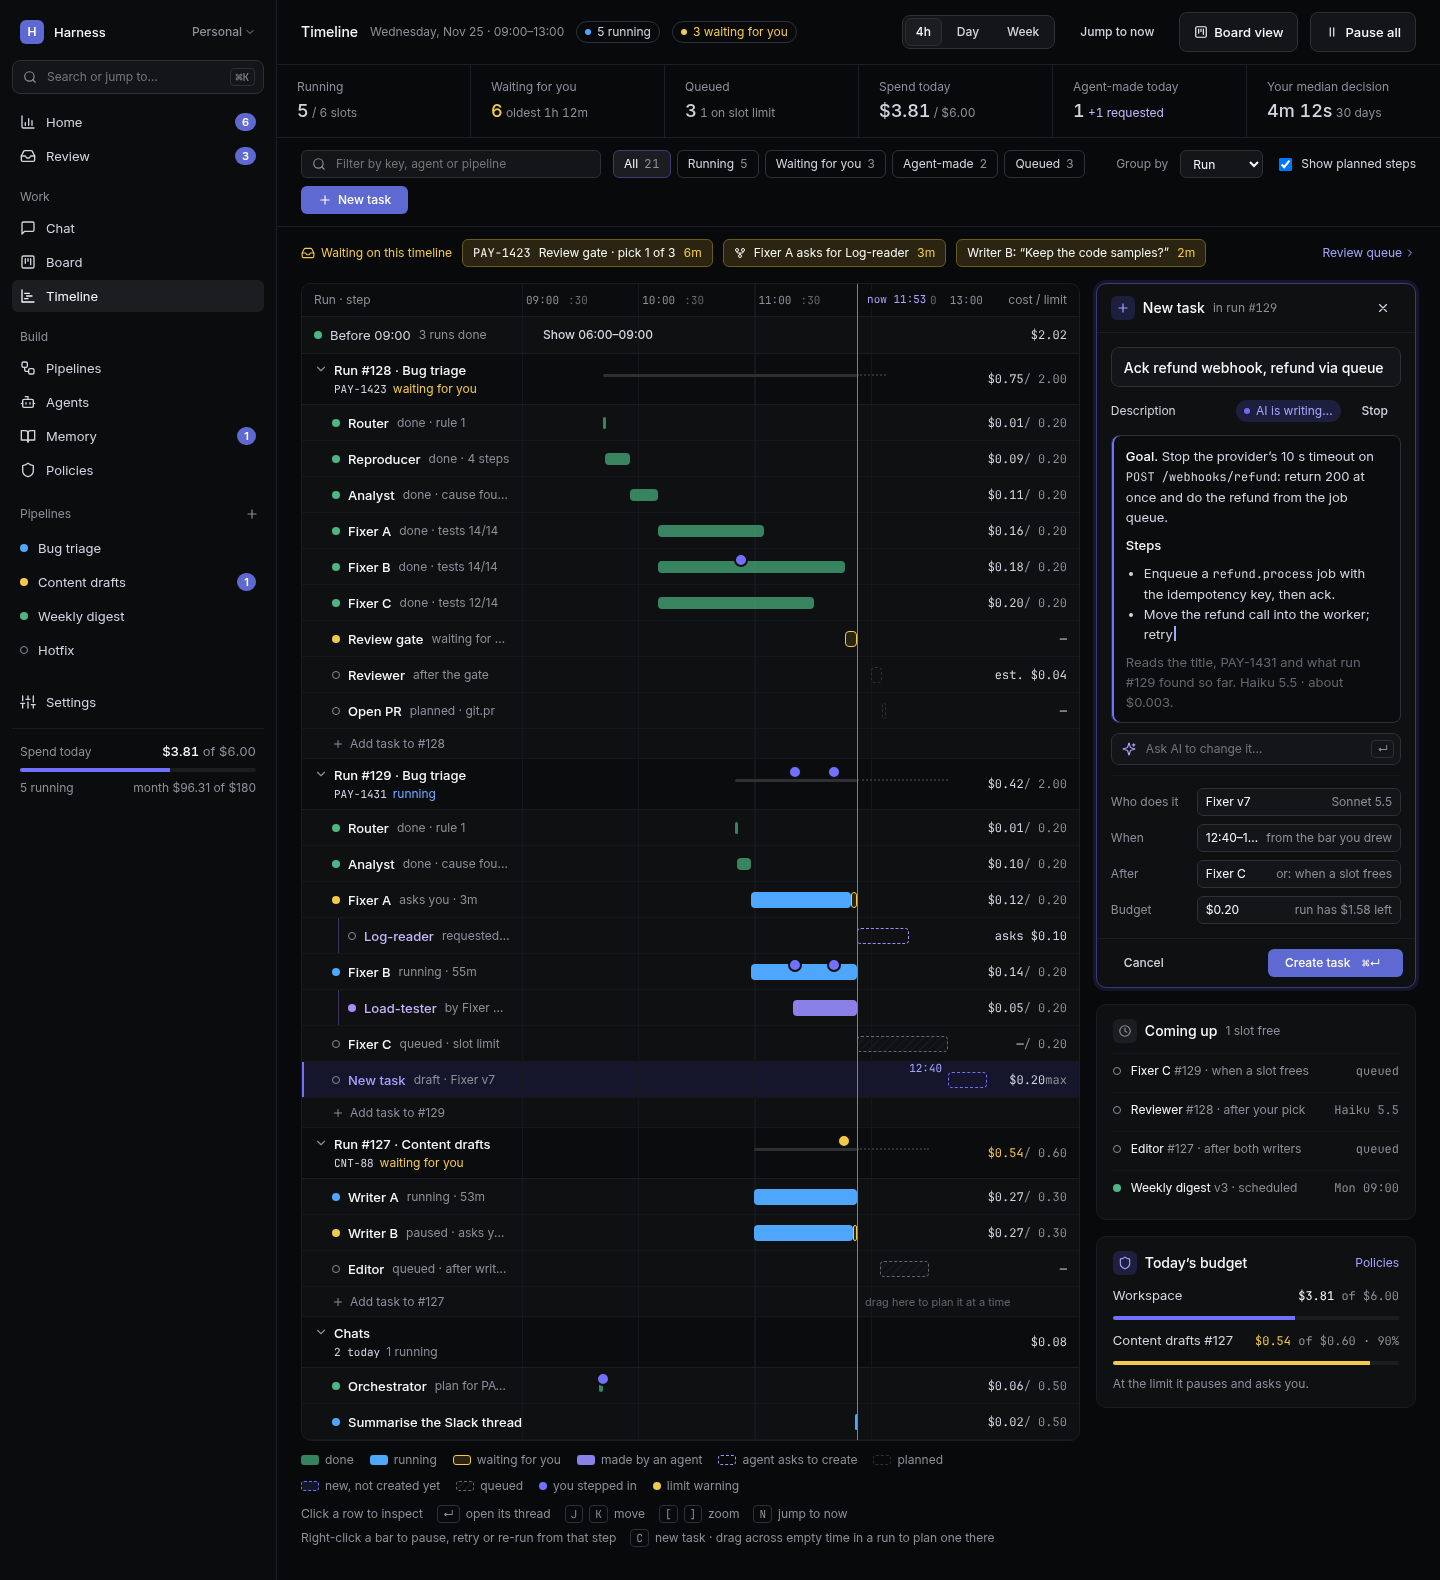 H Harness Personal
Search or jump to... ⌘K
Home 6
Review 3
Work
Chat
Board
Timeline
Build
Pipelines
Agents
Memory 1
Policies
Pipelines +
Bug triage
Content drafts 1
Weekly digest
Hotfix
Settings
Spend today $3.81 of $6.00
5 running month $96.31 of $180
Timeline Wednesday, Nov 25 · 09:00–13:00 5 running 3 waiting for you 4h Day Week Jump to now Board view Pause all
Running
5 / 6 slots
Waiting for you
6 oldest 1h 12m
Queued
3 1 on slot limit
Spend today
$3.81 / $6.00
Agent-made today
1 +1 requested
Your median decision
4m 12s 30 days
Filter by key, agent or pipeline All 21 Running 5 Waiting for you 3 Agent-made 2 Queued 3 Group by Run Show planned steps
+ New task
Waiting on this timeline PAY-1423 Review gate · pick 1 of 3 6m Fixer A asks for Log-reader 3m Writer B: “Keep the code samples?” 2m Review queue
Run · step 09:00 :30 10:00 :30 11:00 :30 now 11:53 0 13:00 cost / limit
Before 09:00 3 runs done Show 06:00–09:00 $2.02
Run #128 · Bug triage
PAY-1423 waiting for you $0.75/ 2.00
Router done · rule 1 $0.01/ 0.20
Reproducer done · 4 steps $0.09/ 0.20
Analyst done · cause fou... $0.11/ 0.20
Fixer A done · tests 14/14 $0.16/ 0.20
Fixer B done · tests 14/14 $0.18/ 0.20
Fixer C done · tests 12/14 $0.20/ 0.20
Review gate waiting for ... —
Reviewer after the gate est. $0.04
Open PR planned · git.pr —
+ Add task to #128
Run #129 · Bug triage
PAY-1431 running $0.42/ 2.00
Router done · rule 1 $0.01/ 0.20
Analyst done · cause fou... $0.10/ 0.20
Fixer A asks you · 3m $0.12/ 0.20
Log-reader requested... asks $0.10
Fixer B running · 55m $0.14/ 0.20
Load-tester by Fixer ... $0.05/ 0.20
Fixer C queued · slot limit —/ 0.20
New task draft · Fixer v7 12:40 $0.20max
+ Add task to #129
Run #127 · Content drafts
CNT-88 waiting for you $0.54/ 0.60
Writer A running · 53m $0.27/ 0.30
Writer B paused · asks y... $0.27/ 0.30
Editor queued · after writ... —
+ Add task to #127 drag here to plan it at a time
Chats
2 today 1 running $0.08
Orchestrator plan for PA... $0.06/ 0.50
Summarise the Slack thread $0.02/ 0.50
done running waiting for you made by an agent agent asks to create planned
new, not created yet queued you stepped in limit warning
Click a row to inspect ↵ open its thread J K move [ ] zoom N jump to now
Right-click a bar to pause, retry or re-run from that step C new task · drag across empty time in a run to plan one there
New task in run #129
Ack refund webhook, refund via queue
Description AI is writing... Stop
Goal. Stop the provider’s 10 s timeout on
POST /webhooks/refund: return 200 at
once and do the refund from the job
queue.
Steps
• Enqueue a refund.process job with
the idempotency key, then ack.
• Move the refund call into the worker;
retry
Reads the title, PAY-1431 and what run
#129 found so far. Haiku 5.5 · about
$0.003.
Ask AI to change it... ↵
Who does it Fixer v7 Sonnet 5.5
When 12:40–1... from the bar you drew
After Fixer C or: when a slot frees
Budget $0.20 run has $1.58 left
Cancel Create task ⌘↵
Coming up 1 slot free
Fixer C #129 · when a slot frees queued
Reviewer #128 · after your pick Haiku 5.5
Editor #127 · after both writers queued
Weekly digest v3 · scheduled Mon 09:00
Today’s budget Policies
Workspace $3.81 of $6.00
Content drafts #127 $0.54 of $0.60 · 90%
At the limit it pauses and asks you.